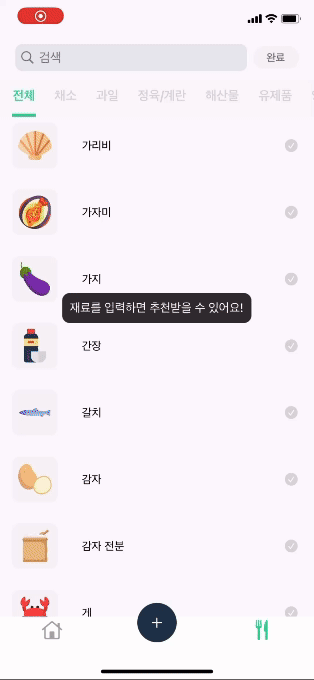 검색
완료
전체 채소 과일 정육/계란 해산물 유제품
가리비
가자미
가지
재료를 입력하면 추천받을 수 있어요!
간장
갈치
감자
감자 전분
게